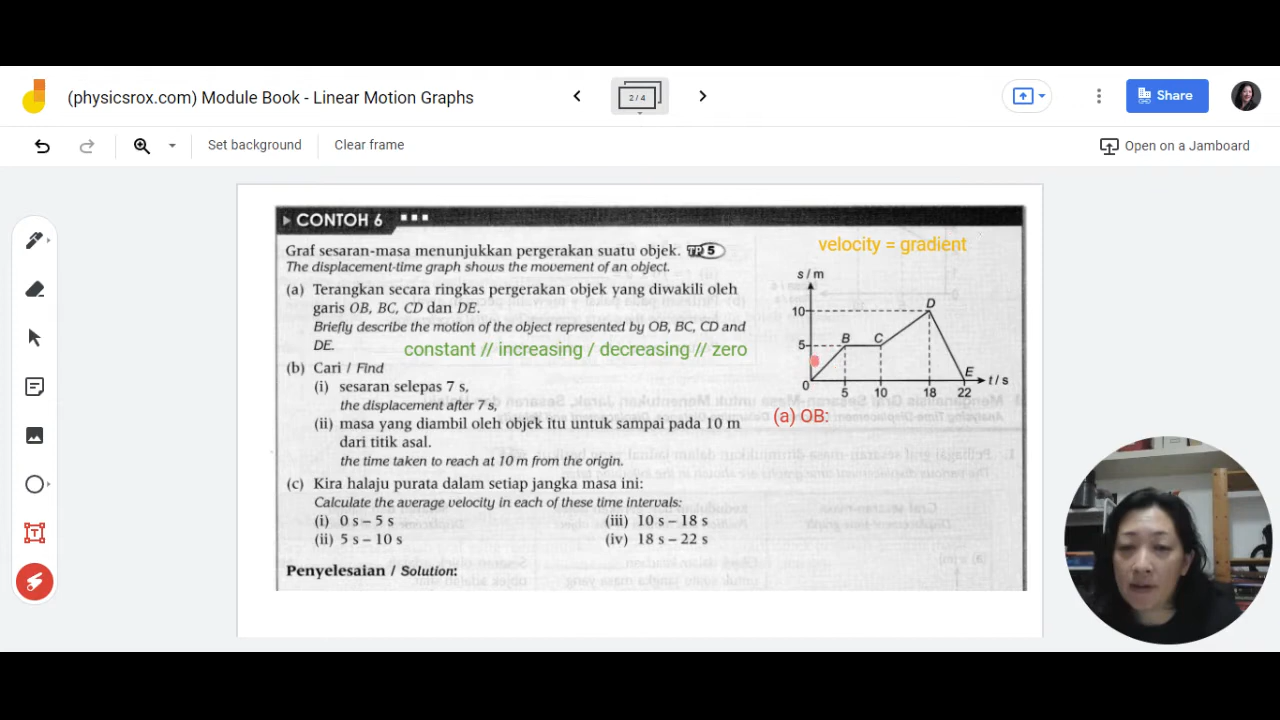 (physicsrox.com) Module Book - Linear Motion Graphs
2 / 4
Share
Set background
Clear frame
Open on a Jamboard
CONTOH 6
Graf sesaran-masa menunjukkan pergerakan suatu objek. TP 5
The displacement-time graph shows the movement of an object.
(a) Terangkan secara ringkas pergerakan objek yang diwakili oleh
garis OB, BC, CD dan DE.
Briefly describe the motion of the object represented by OB, BC, CD and
DE.
constant // increasing / decreasing // zero
(b) Cari / Find
(i) sesaran selepas 7 s,
the displacement after 7 s,
(ii) masa yang diambil oleh objek itu untuk sampai pada 10 m
dari titik asal.
the time taken to reach at 10 m from the origin.
(c) Kira halaju purata dalam setiap jangka masa ini:
Calculate the average velocity in each of these time intervals:
(i) 0 s – 5 s
(iii) 10 s – 18 s
(ii) 5 s – 10 s
(iv) 18 s – 22 s
Penyelesaian / Solution:
velocity = gradient
s / m
D
10
B
C
5
E
0
5
10
18
22
t / s
(a) OB: